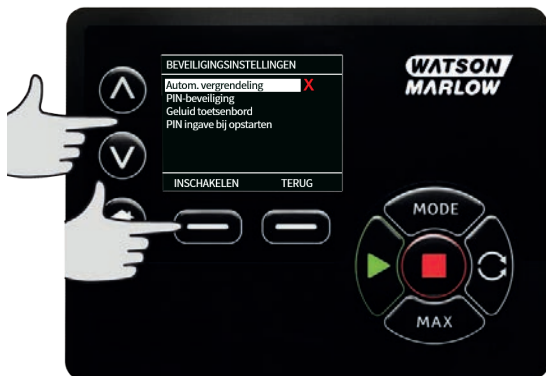 BEVEILIGINGSINSTELLINGEN
Autom. vergrendeling X
PIN-beveiliging
Geluid toetsenbord
PIN ingave bij opstarten
INSCHAKELEN TERUG
WATSON
MARLOW
MODE
MAX